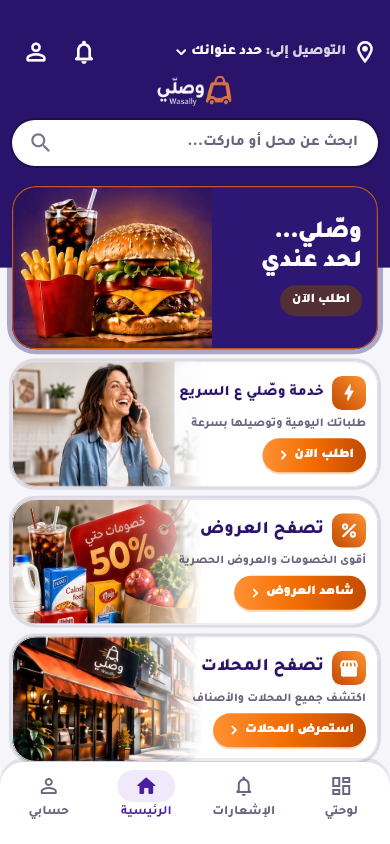 التوصيل إلى: حدد عنوانك
وصّلي
Wasally
ابحث عن محل أو ماركت...
وصّلي...
لحد عندي
اطلب الآن
خدمة وصّلي ع السريع
طلباتك اليومية وتوصيلها بسرعة
اطلب الآن
تصفح العروض
أقوى الخصومات والعروض الحصرية
شاهد العروض
خصومات حتي
50%
تصفح المحلات
اكتشف جميع المحلات والأصناف
استعرض المحلات
وصّلي
Wasally
لوحتي
الإشعارات
الرئيسية
حسابي